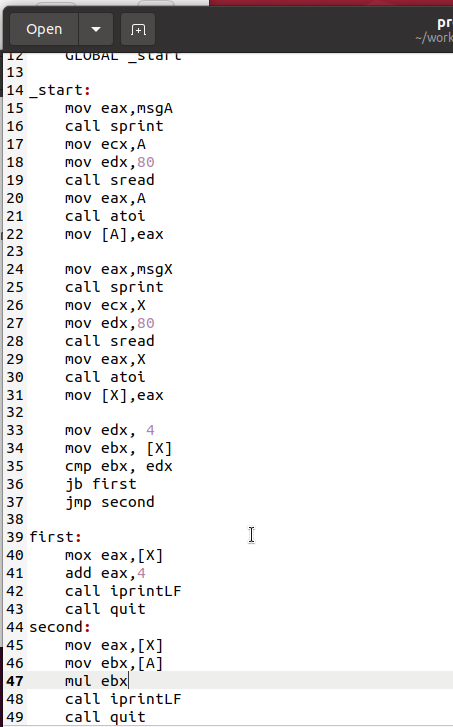 Open
pr
~/work
12 GLOBAL _start
13
14 _start:
15 mov eax,msgA
16 call sprint
17 mov ecx,A
18 mov edx,80
19 call sread
20 mov eax,A
21 call atoi
22 mov [A],eax
23
24 mov eax,msgX
25 call sprint
26 mov ecx,X
27 mov edx,80
28 call sread
29 mov eax,X
30 call atoi
31 mov [X],eax
32
33 mov edx, 4
34 mov ebx, [X]
35 cmp ebx, edx
36 jb first
37 jmp second
38
39 first:
40 mox eax,[X]
41 add eax,4
42 call iprintLF
43 call quit
44 second:
45 mov eax,[X]
46 mov ebx,[A]
47 mul ebx
48 call iprintLF
49 call quit